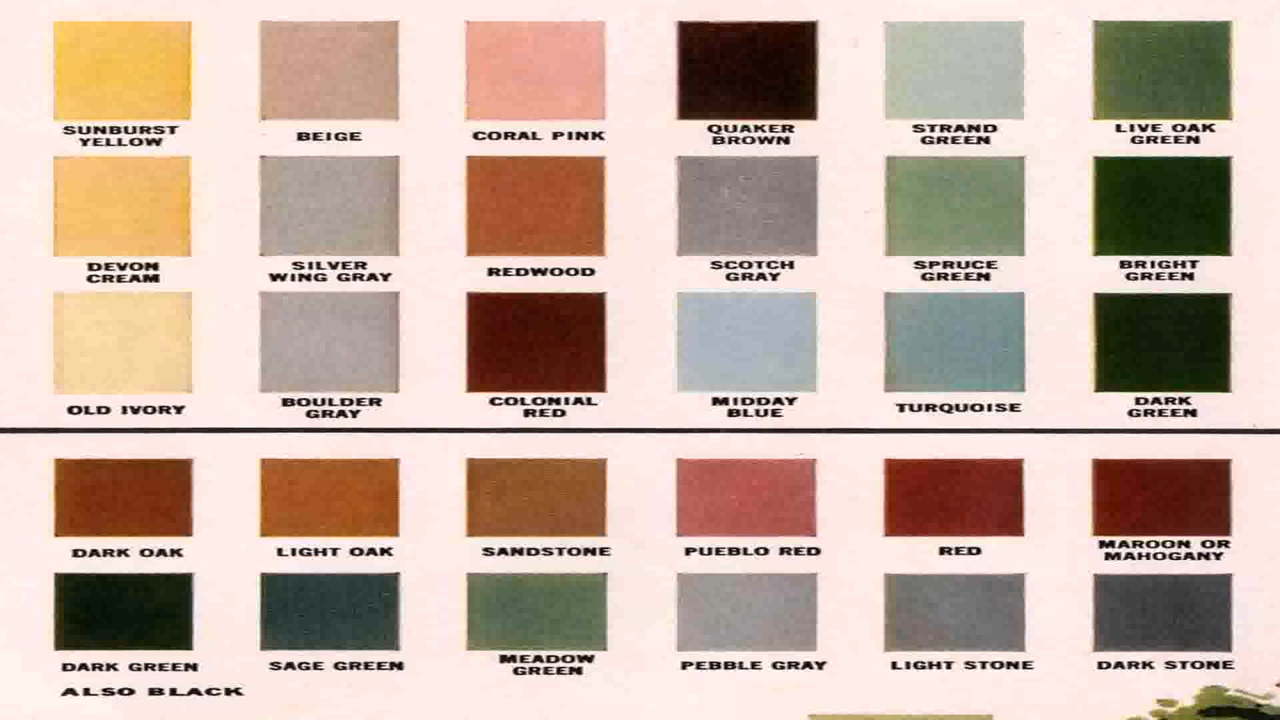 SUNBURST
YELLOW
BEIGE
CORAL PINK
QUAKER
BROWN
STRAND
GREEN
LIVE OAK
GREEN
DEVON
CREAM
SILVER
WING GRAY
REDWOOD
SCOTCH
GRAY
SPRUCE
GREEN
BRIGHT
GREEN
OLD IVORY
BOULDER
GRAY
COLONIAL
RED
MIDDAY
BLUE
TURQUOISE
DARK
GREEN
DARK OAK
LIGHT OAK
SANDSTONE
PUEBLO RED
RED
MAROON OR
MAHOGANY
DARK GREEN
SAGE GREEN
MEADOW
GREEN
PEBBLE GRAY
LIGHT STONE
DARK STONE
ALSO BLACK